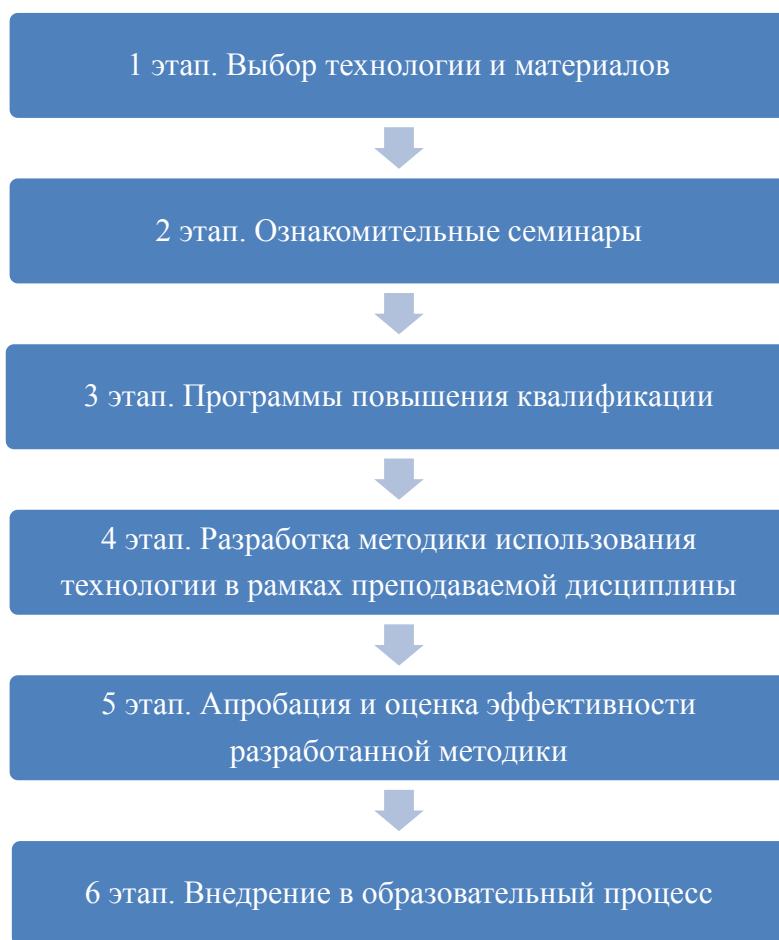 1 этап. Выбор технологии и материалов
2 этап. Ознакомительные семинары
3 этап. Программы повышения квалификации
4 этап. Разработка методики использования
технологии в рамках преподаваемой дисциплины
5 этап. Апробация и оценка эффективности
разработанной методики
6 этап. Внедрение в образовательный процесс